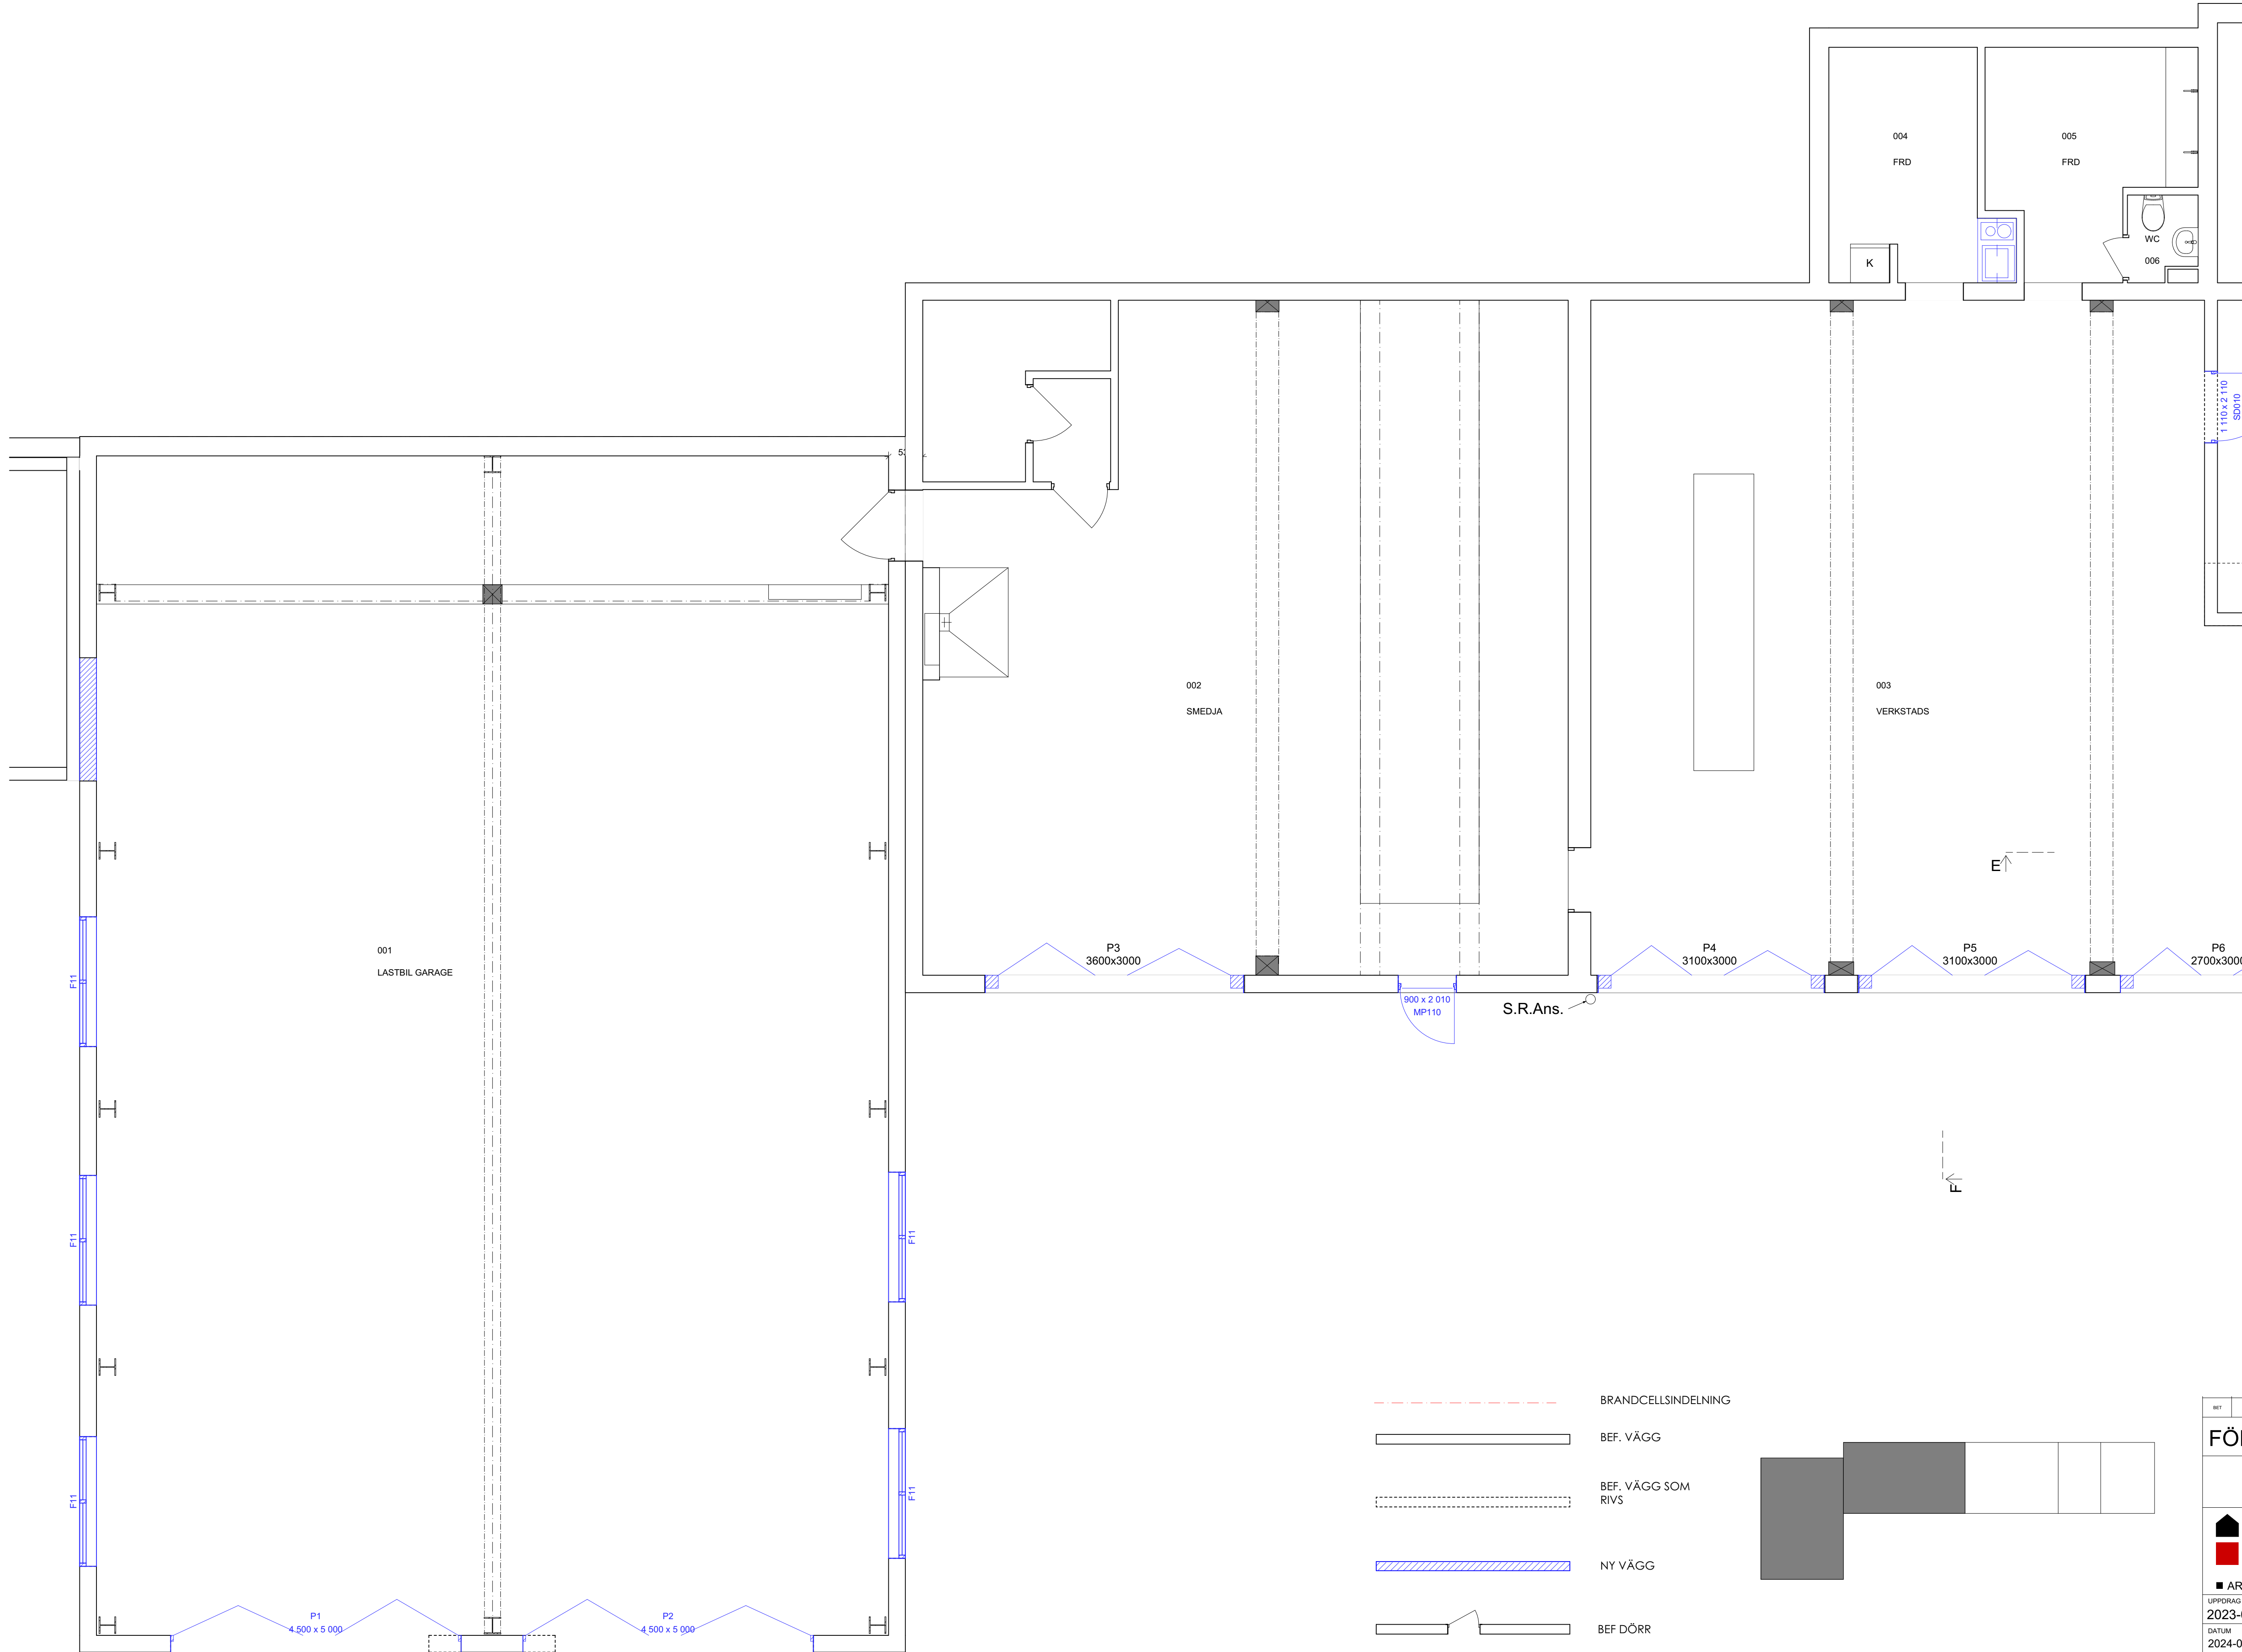 004
FRD
005
FRD
WC
006
K
1 110 x 2 110
SD010
002
SMEDJA
003
VERKSTADS
E
001
LASTBIL GARAGE
F11
P3
3600x3000
P4
3100x3000
P5
3100x3000
P6
2700x3000
900 x 2 010
MP110
S.R.Ans.
F
F11
F11
F11
F11
P1
4 500 x 5 000
P2
4 500 x 5 000
BRANDCELLSINDELNING
BEF. VÄGG
BEF. VÄGG SOM
RIVS
NY VÄGG
BEF DÖRR
BET
UPPDRAG
DATUM